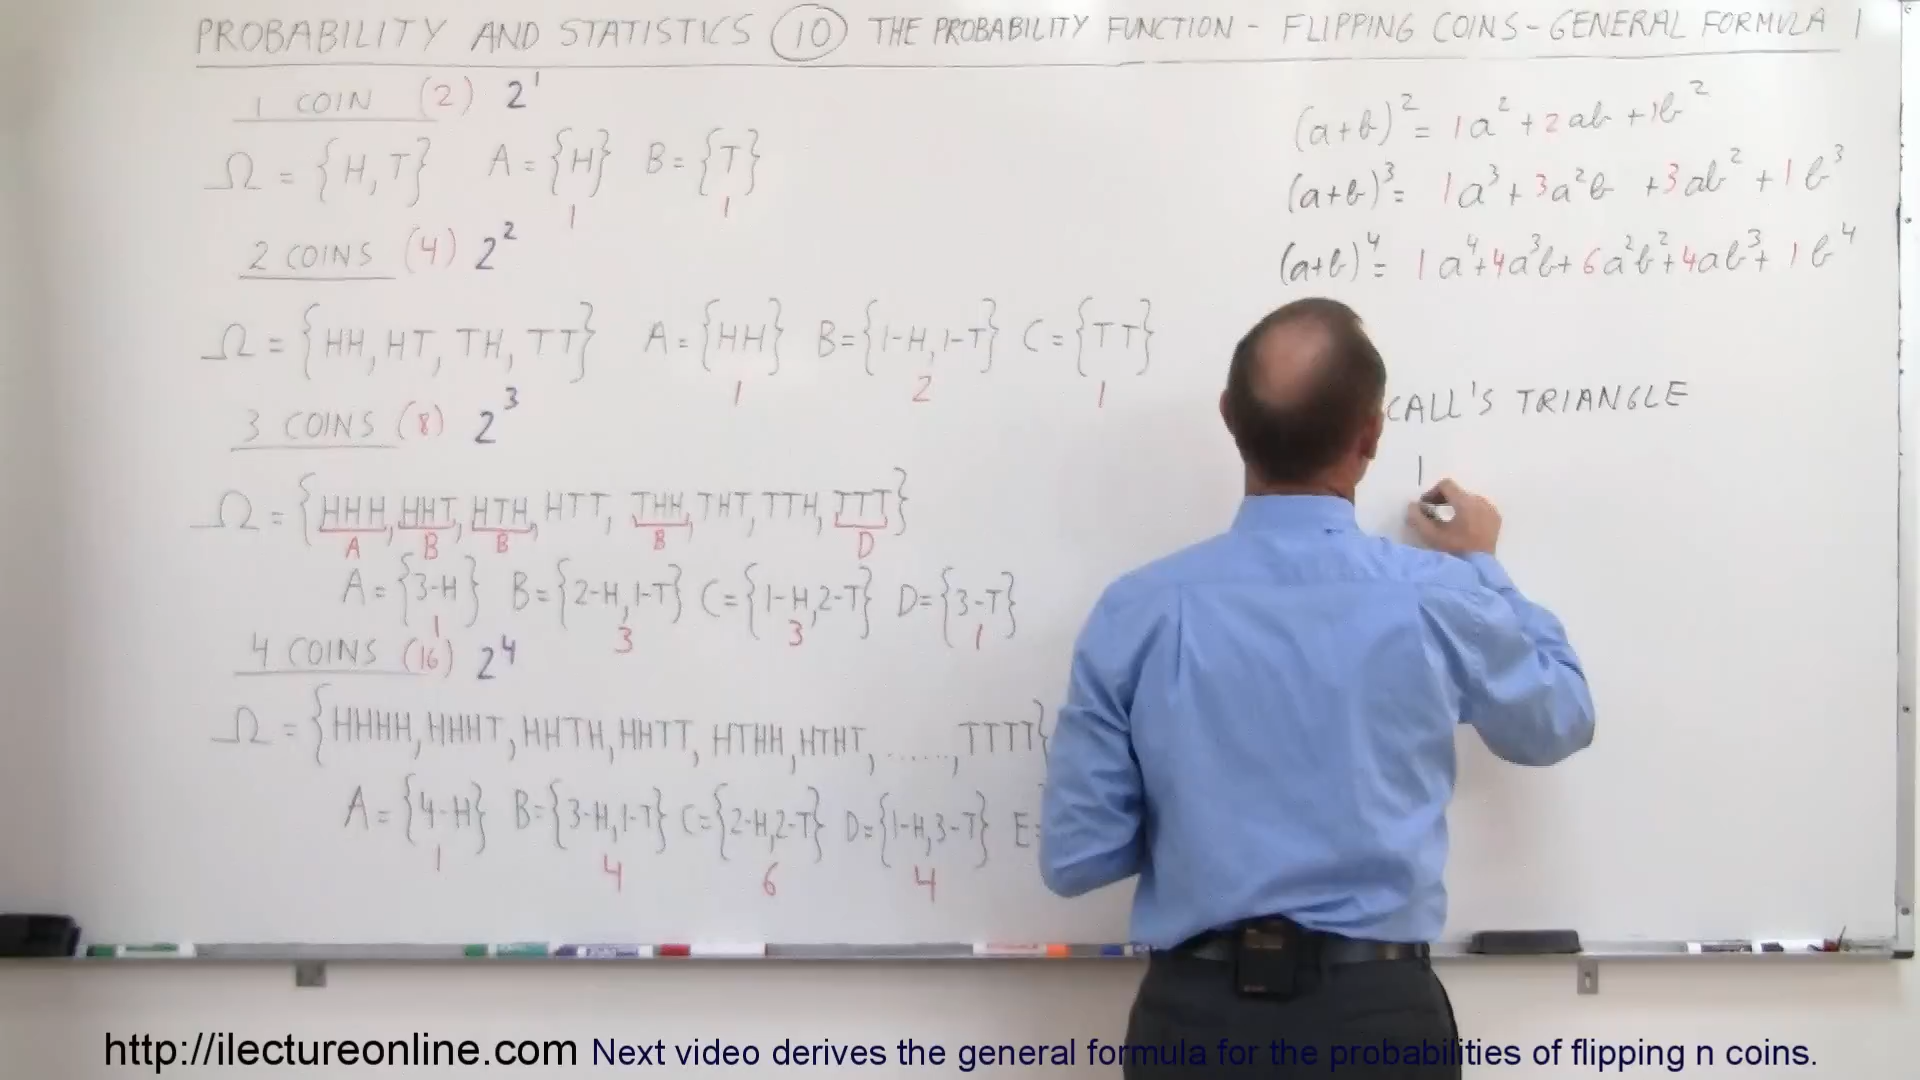 PROBABILITY AND STATISTICS 10 THE PROBABILITY FUNCTION - FLIPPING COINS - GENERAL FORMULA 1
1 COIN (2) 2¹
Ω = {H, T} A = {H} B = {T}
1 1
2 COINS (4) 2²
Ω = {HH, HT, TH, TT} A = {HH} B = {1-H, 1-T} C = {TT}
1 2 1
3 COINS (8) 2³
Ω = {HHH, HHT, HTH, HTT, THH, THT, TTH, TTT}
A B B B D
A = {3-H} B = {2-H, 1-T} C = {1-H, 2-T} D = {3-T}
1 3 3 1
4 COINS (16) 2⁴
Ω = {HHHH, HHHT, HHTH, HHTT, HTHH, HTHT, ......, TTTT}
A = {4-H} B = {3-H, 1-T} C = {2-H, 2-T} D = {1-H, 3-T} E =
1 4 6 4
(a+b)² = 1a² + 2ab + 1b²
(a+b)³ = 1a³ + 3a²b + 3ab² + 1b³
(a+b)⁴ = 1a⁴ + 4a³b + 6a²b² + 4ab³ + 1b⁴
CALL'S TRIANGLE
1
http://ilectureonline.com Next video derives the general formula for the probabilities of flipping n coins.